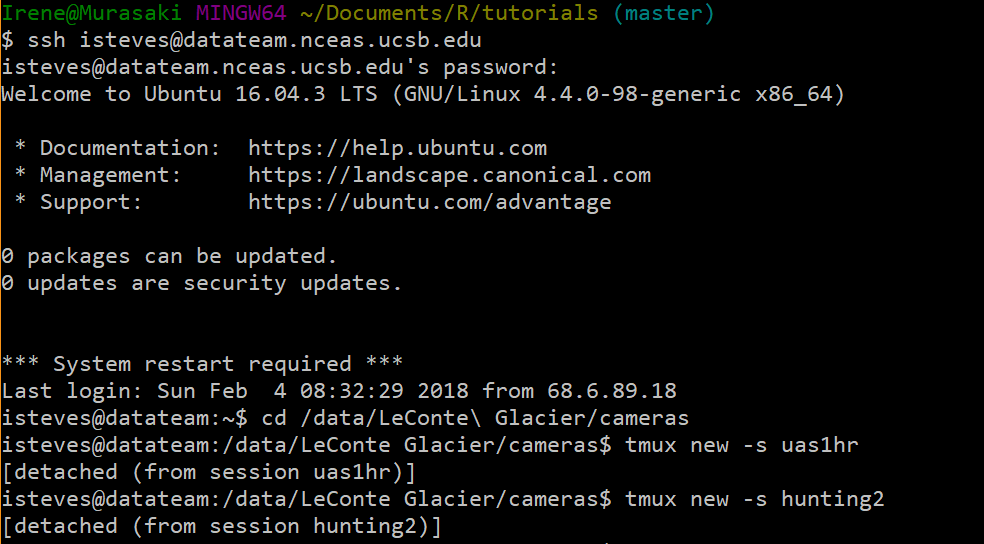 Irene@Murasaki MINGW64 ~/Documents/R/tutorials (master)
$ ssh isteves@datateam.nceas.ucsb.edu
isteves@datateam.nceas.ucsb.edu's password:
Welcome to Ubuntu 16.04.3 LTS (GNU/Linux 4.4.0-98-generic x86_64)
* Documentation:  https://help.ubuntu.com
* Management:     https://landscape.canonical.com
* Support:        https://ubuntu.com/advantage
0 packages can be updated.
0 updates are security updates.
*** System restart required ***
Last login: Sun Feb  4 08:32:29 2018 from 68.6.89.18
isteves@datateam:~$ cd /data/LeConte\ Glacier/cameras
isteves@datateam:/data/LeConte Glacier/cameras$ tmux new -s uas1hr
[detached (from session uas1hr)]
isteves@datateam:/data/LeConte Glacier/cameras$ tmux new -s hunting2
[detached (from session hunting2)]